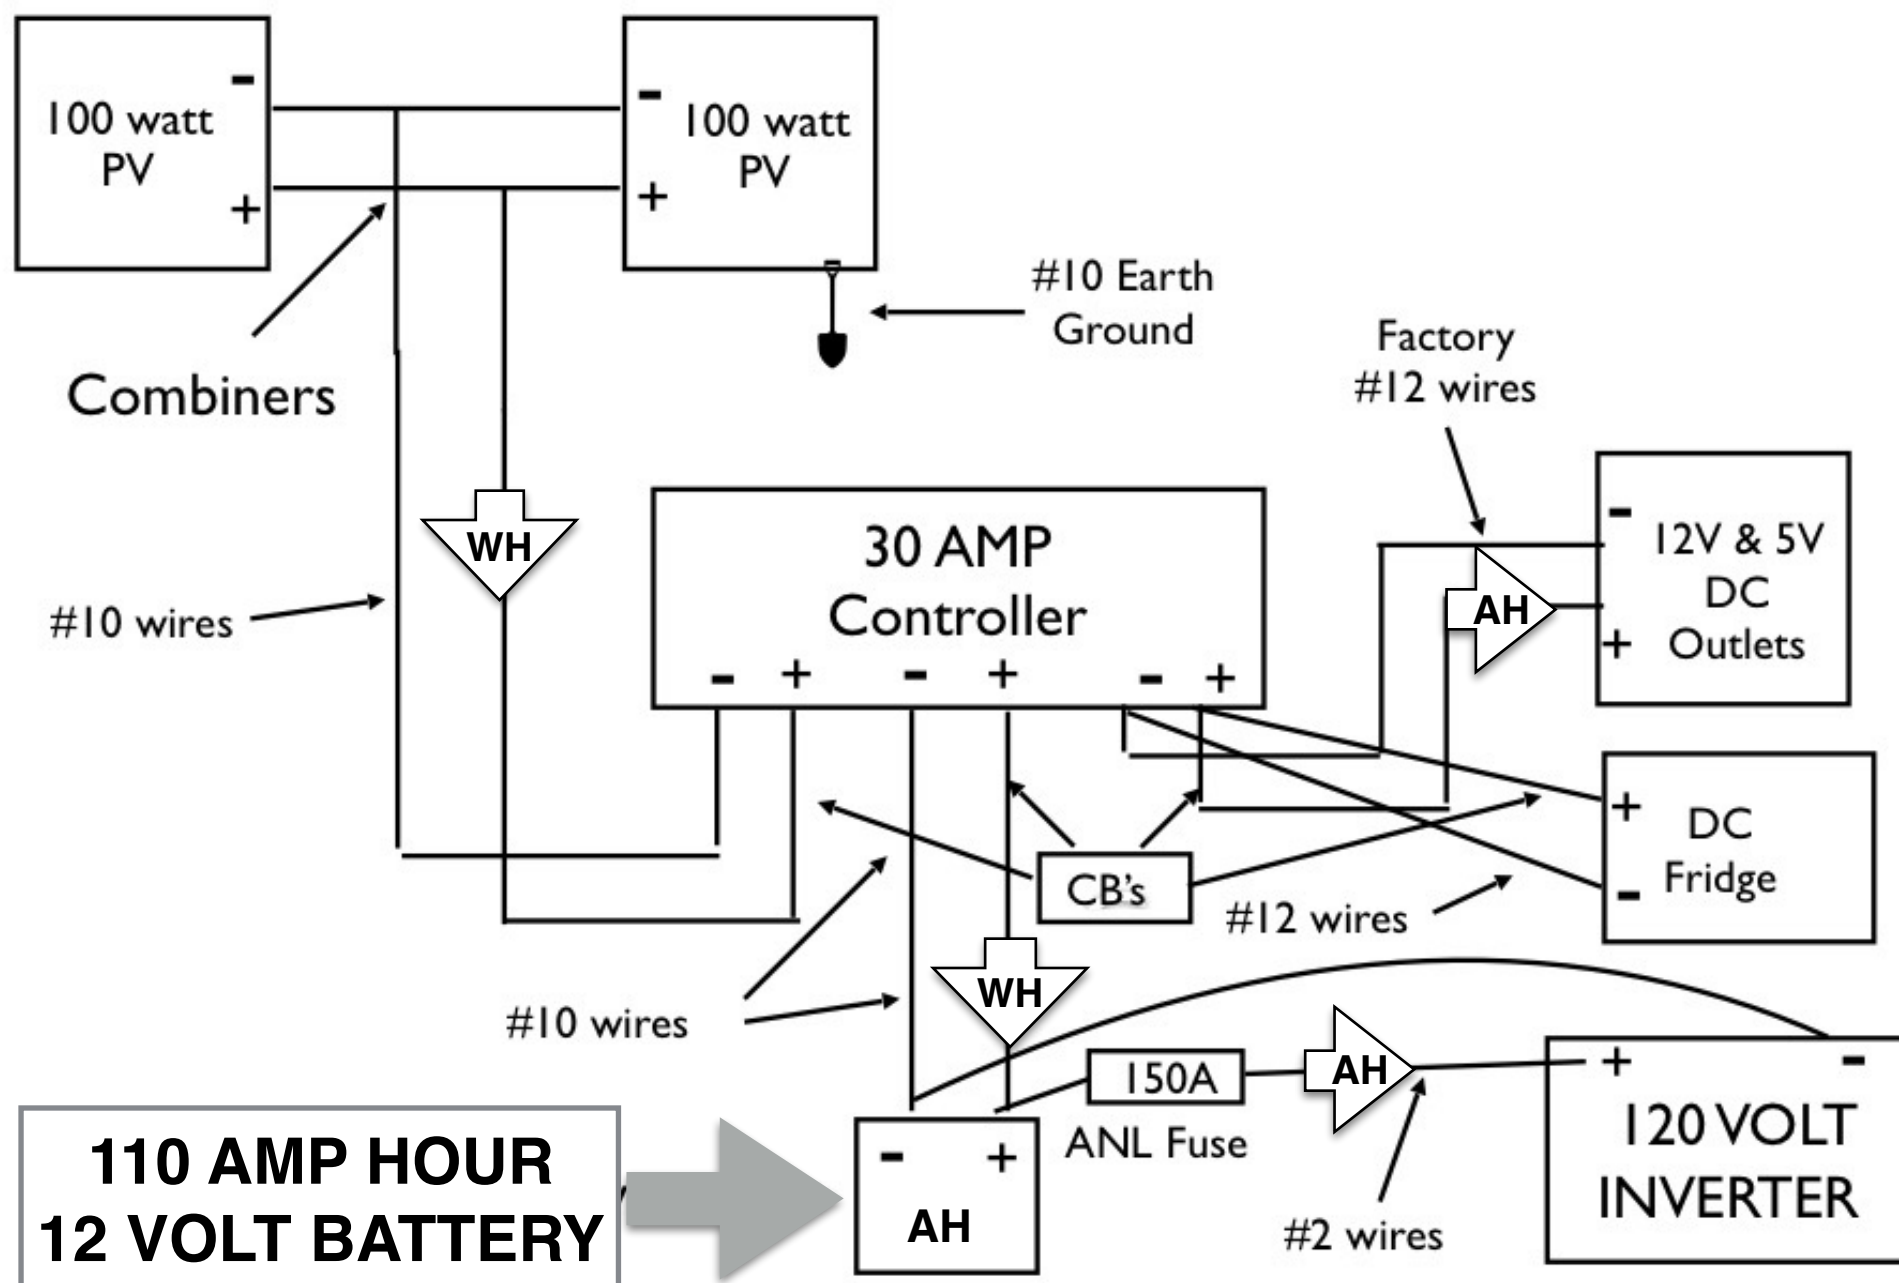 -
100 watt
PV
+
-
100 watt
PV
+
#10 Earth
Ground
Combiners
Factory
#12 wires
WH
#10 wires
30 AMP
Controller
- + - + - +
-
12V & 5V
DC
Outlets
+
AH
+
DC
Fridge
-
CB's
#12 wires
#10 wires
WH
150A
ANL Fuse
AH
#2 wires
+ -
120 VOLT
INVERTER
110 AMP HOUR
12 VOLT BATTERY
- +
AH